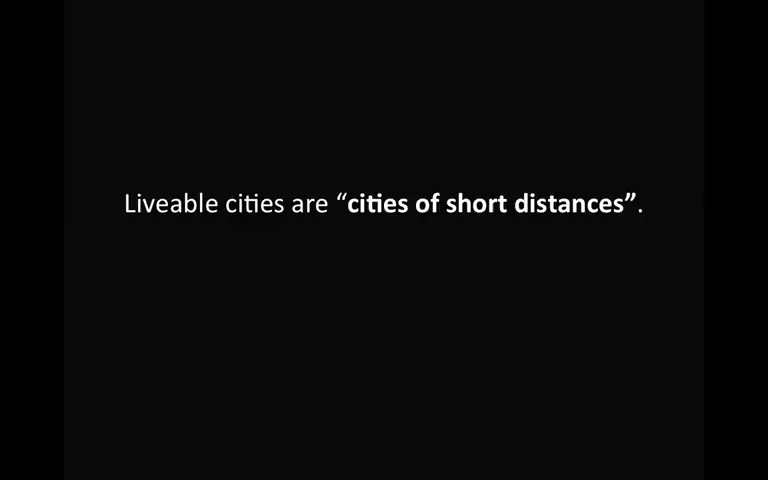 Liveable cities are “cities of short distances”.